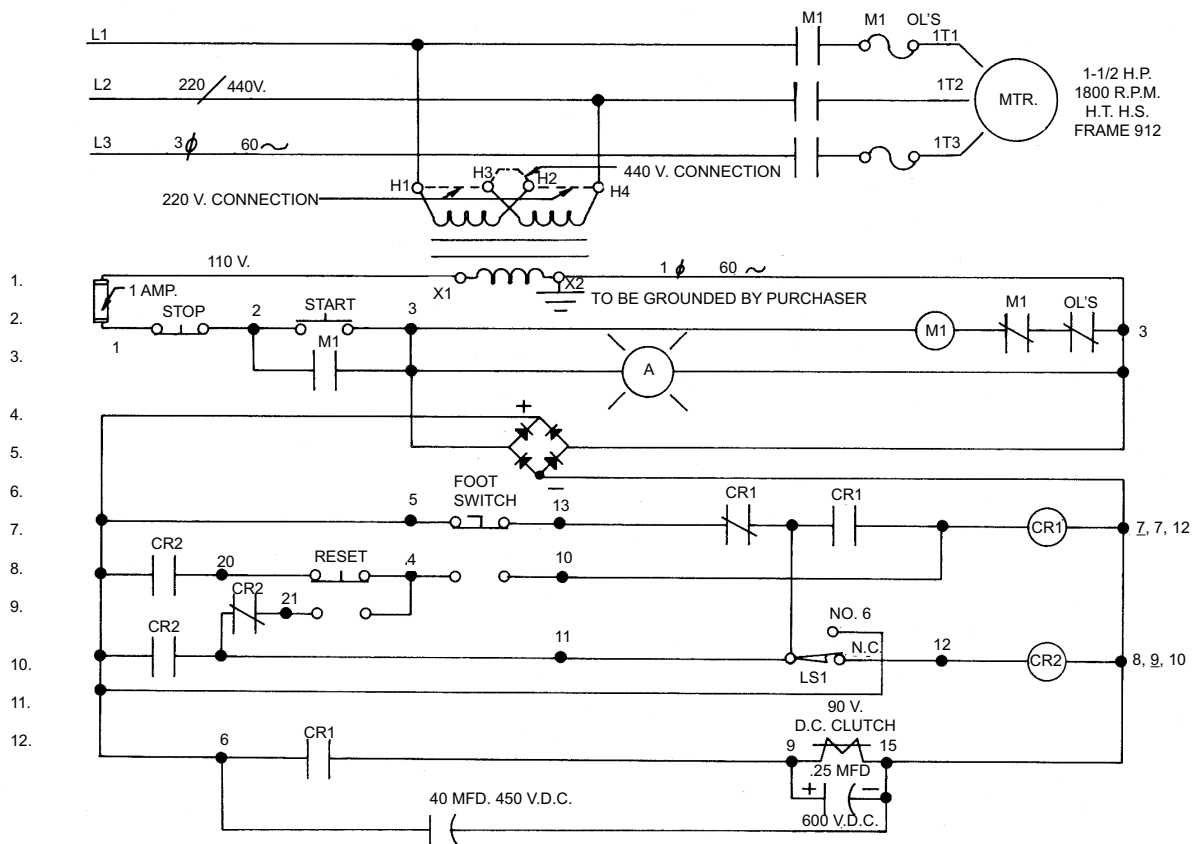 M1 M1 OL'S
L1 1T1
L2 220 440V. 1T2 MTR.
1-1/2 H.P.
1800 R.P.M.
H.T. H.S.
FRAME 912
L3 3 ϕ 60 ~ 1T3
H1 H3 H2 H4
440 V. CONNECTION
220 V. CONNECTION
1. 110 V. X1 X2 1 ϕ 60 ~
TO BE GROUNDED BY PURCHASER
1 AMP.
2. 1 STOP 2 START 3 M1 M1 OL'S 3
3. M1 A
4. +
5.
6. −
FOOT
SWITCH
7. 5 13 CR1 CR1 CR1 7, 7, 12
8. CR2 20 RESET .4 10
9. CR2 21
NO. 6
N.C.
10. CR2 11 LS1 12 CR2 8, 9, 10
11.
90 V.
D.C. CLUTCH
12. 6 CR1 9 15
.25 MFD
+ −
600 V.D.C.
40 MFD. 450 V.D.C.